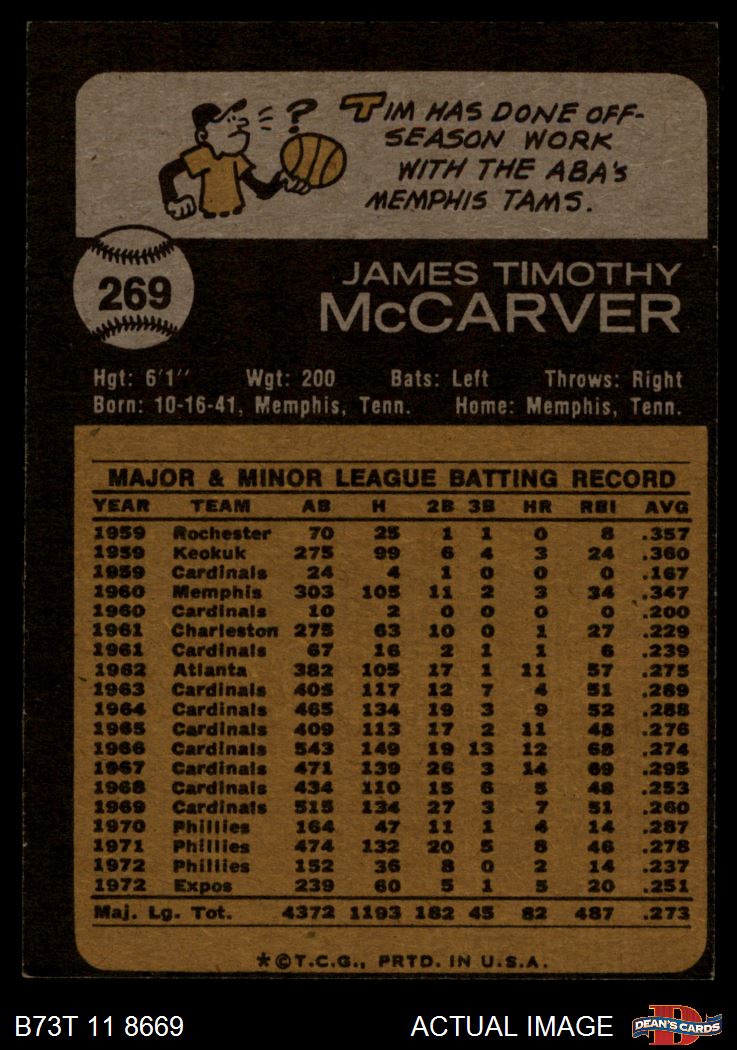 ?
TIM HAS DONE OFF-
SEASON WORK
WITH THE ABA'S
MEMPHIS TAMS.
269
JAMES TIMOTHY
McCARVER
Hgt: 6'1" Wgt: 200 Bats: Left Throws: Right
Born: 10-16-41, Memphis, Tenn. Home: Memphis, Tenn.
MAJOR & MINOR LEAGUE BATTING RECORD
YEAR TEAM AB H 2B 3B HR RBI AVG
1959 Rochester 70 25 1 1 0 8 .357
1959 Keokuk 275 99 6 4 3 24 .360
1959 Cardinals 24 4 1 0 0 0 .167
1960 Memphis 303 105 11 2 3 34 .347
1960 Cardinals 10 2 0 0 0 0 .200
1961 Charleston 275 63 10 0 1 27 .229
1961 Cardinals 67 16 2 1 1 6 .239
1962 Atlanta 382 105 17 1 11 57 .275
1963 Cardinals 405 117 12 7 4 51 .289
1964 Cardinals 465 134 19 3 9 52 .288
1965 Cardinals 409 113 17 2 11 48 .276
1966 Cardinals 543 149 19 13 12 68 .274
1967 Cardinals 471 139 26 3 14 69 .295
1968 Cardinals 434 110 15 6 5 48 .253
1969 Cardinals 515 134 27 3 7 51 .260
1970 Phillies 164 47 11 1 4 14 .287
1971 Phillies 474 132 20 5 8 46 .278
1972 Phillies 152 36 8 0 2 14 .237
1972 Expos 239 60 5 1 5 20 .251
Maj. Lg. Tot. 4372 1193 182 45 82 487 .273
*©T.C.G., PRTD. IN U.S.A.
B73T 11 8669 ACTUAL IMAGE D DEAN'S CARDS